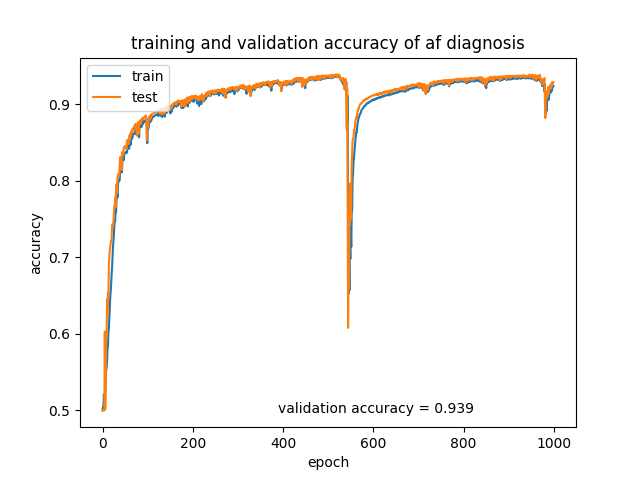 training and validation accuracy of af diagnosis
train
test
0.9
0.8
0.7
0.6
0.5
accuracy
validation accuracy = 0.939
0 200 400 600 800 1000
epoch